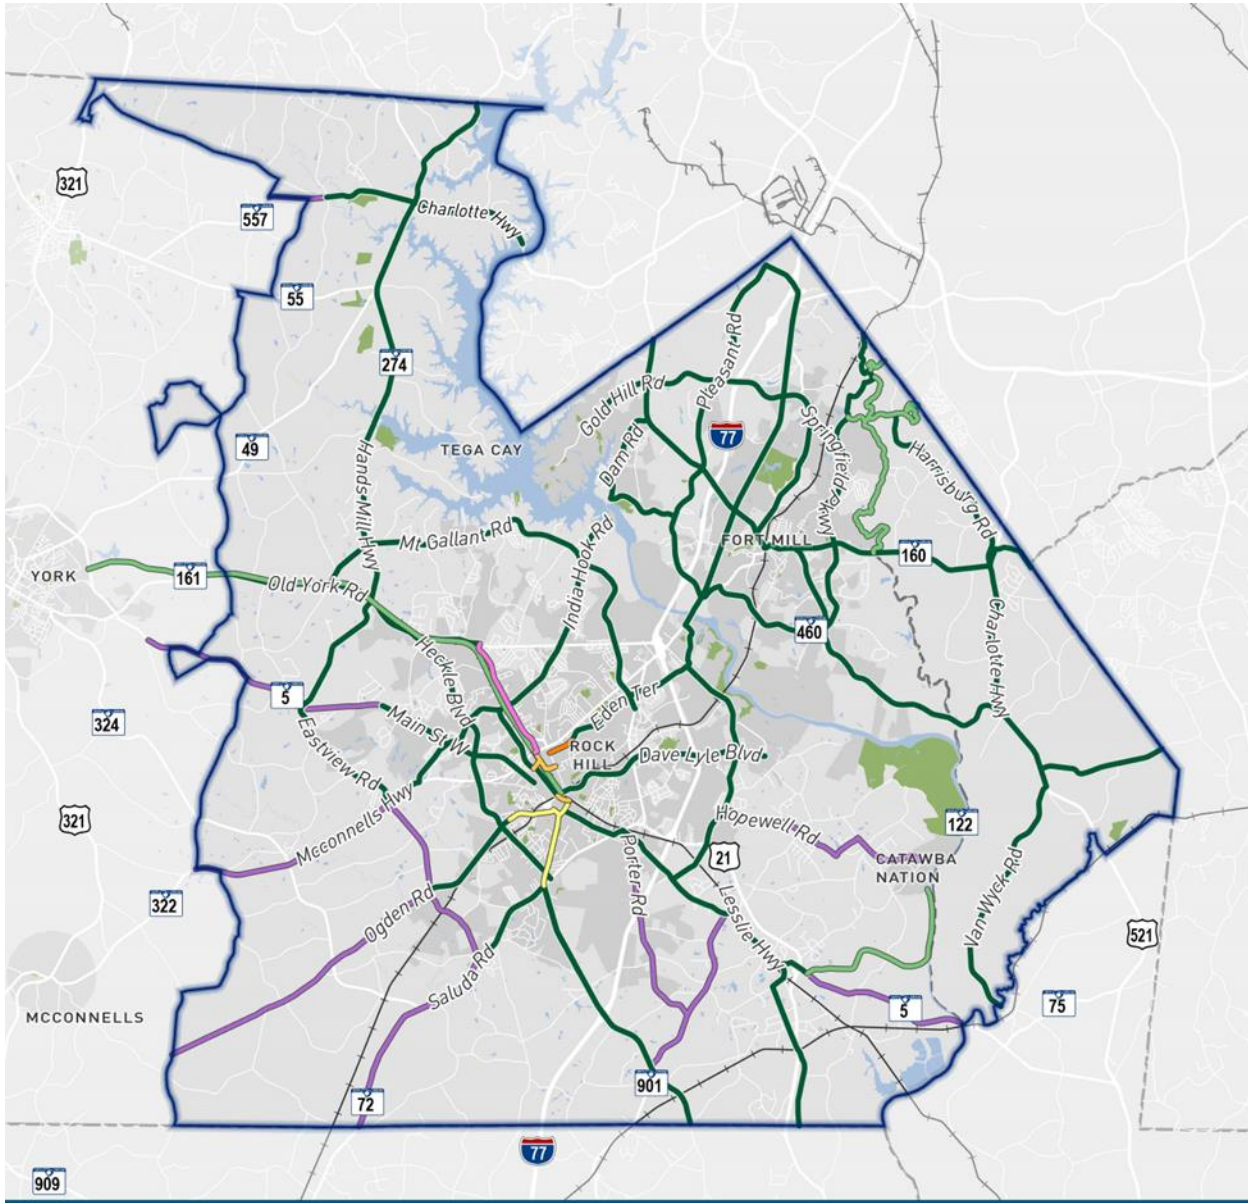 321
557
Charlotte Hwy
55
274
Pleasant Rd
Gold Hill Rd
77
Springfield Pkwy
49
TEGA CAY
Dam Rd
Harrisburg Rd
Hands Mill Hwy
Mt Gallant Rd
India Hook Rd
FORT MILL
160
YORK
161
Old York Rd
Charlotte Hwy
460
Heckle Blvd
5
324
Main St W
Eden Ter
ROCK
HILL
Dave Lyle Blvd
Eastview Rd
321
Mcconnells Hwy
Hopewell Rd
122
21
CATAWBA
NATION
Porter Rd
322
Ogden Rd
Lesslie Hwy
Van Wyck Rd
521
Saluda Rd
MCCONNELLS
5
75
901
72
77
909